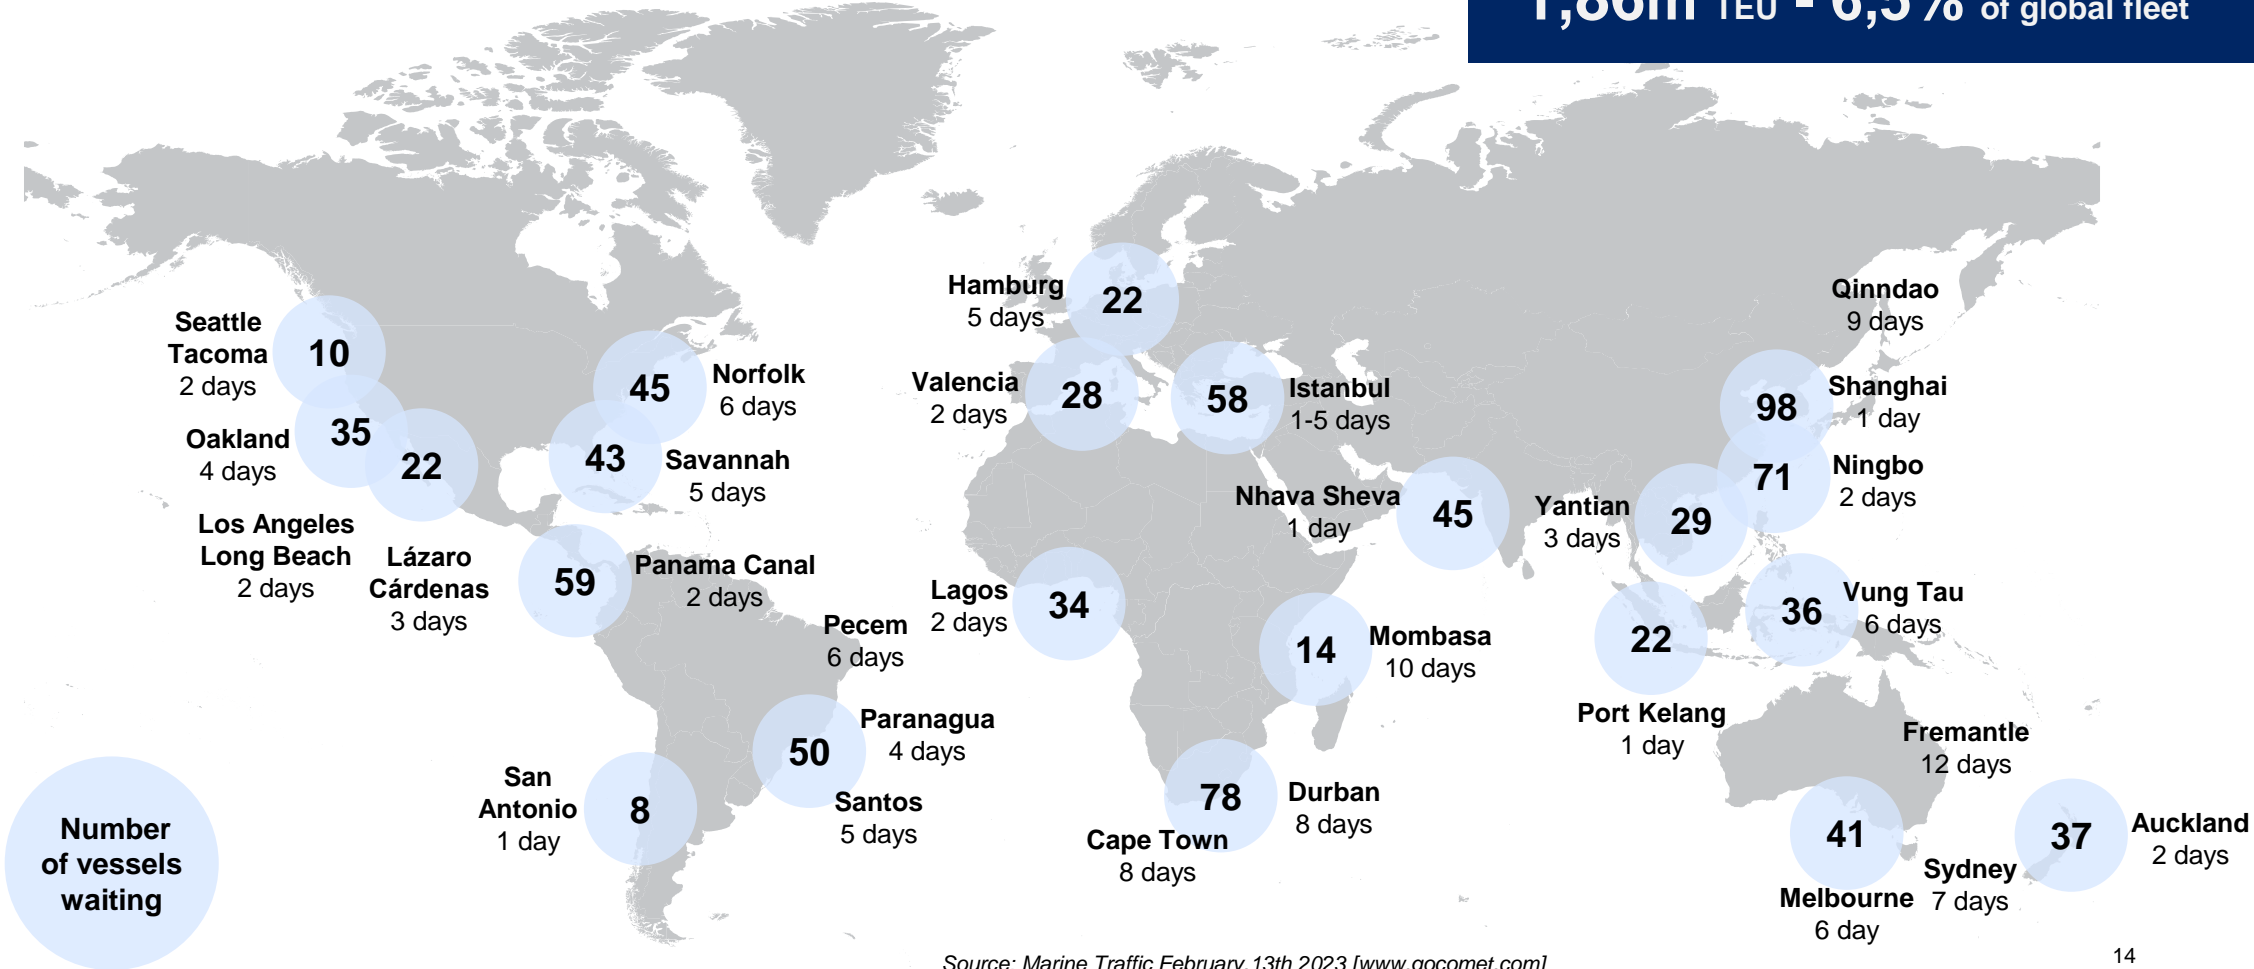 1,86m TEU - 6,5% of global fleet
Hamburg
5 days
22
Qinndao
9 days
Seattle
Tacoma
2 days
10
Norfolk
6 days
45
Valencia
2 days
28
58
Istanbul
1-5 days
98
Shanghai
1 day
Oakland
4 days
35
22
43
Savannah
5 days
Nhava Sheva
1 day
45
Yantian
3 days
29
71
Ningbo
2 days
Los Angeles
Long Beach
2 days
Lázaro
Cárdenas
3 days
59
Panama Canal
2 days
Pecem
6 days
Lagos
2 days
34
14
Mombasa
10 days
22
Port Kelang
1 day
36
Vung Tau
6 days
Fremantle
12 days
San
Antonio
1 day
8
50
Paranagua
4 days
Santos
5 days
78
Durban
8 days
Cape Town
8 days
41
Melbourne
6 day
Sydney
7 days
37
Auckland
2 days
Number
of vessels
waiting
Source: Marine Traffic February,13th 2023 [www.gocomet.com]
14